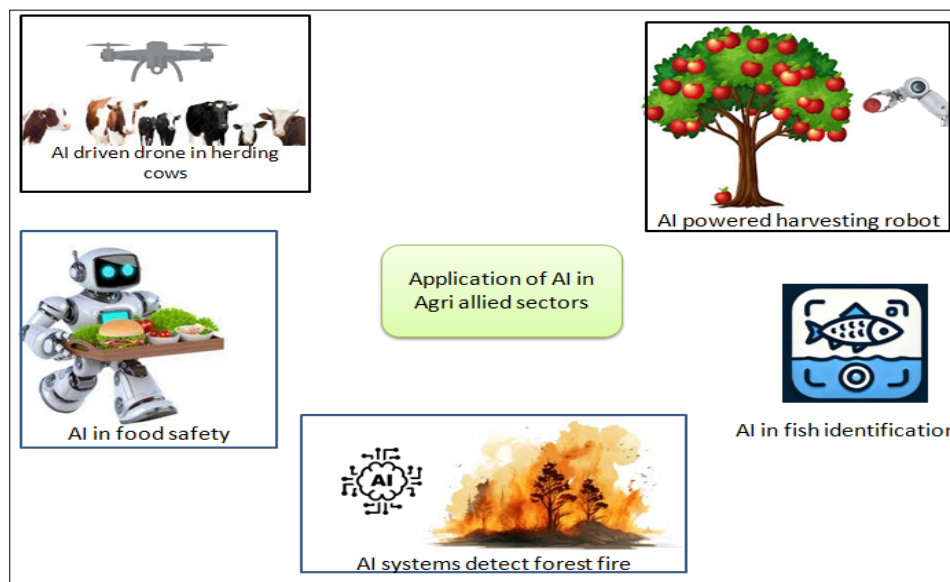 AI driven drone in herding
cows
AI powered harvesting robot
Application of AI in
Agri allied sectors
AI in food safety
AI in fish identification
AI
AI systems detect forest fire